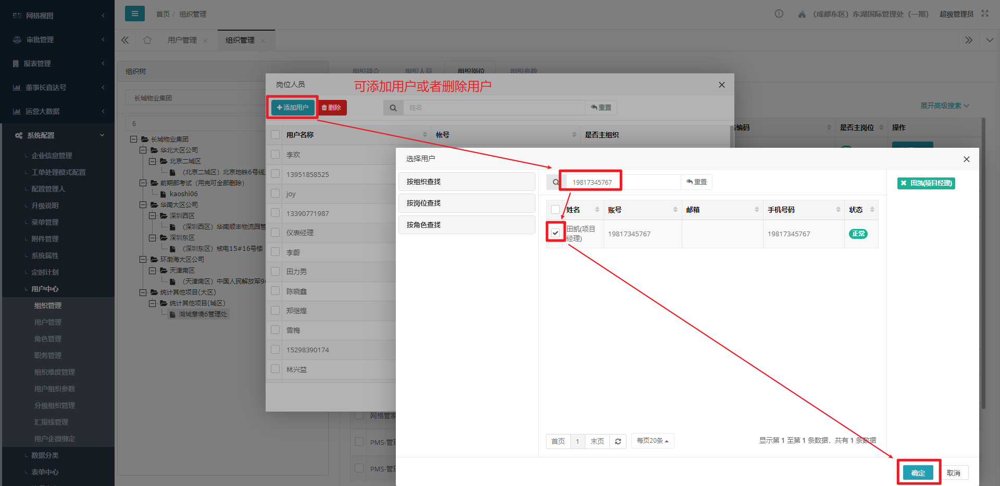 网格视图
审批管理
报表管理
董事长直达号
运营大数据
系统配置
企业信息管理
工单处理模式配置
配置管理人
升级说明
菜单管理
附件管理
系统属性
定时计划
用户中心
组织管理
用户管理
角色管理
职务管理
组织维度管理
用户组织参数
分级组织管理
汇报线管理
用户企微绑定
数据分类
表单中心
首页 / 组织管理
(成都东区) 东湖国际管理处 (一期)
超级管理员
用户管理 ×
组织管理 ×
组织树
长城物业集团
6
长城物业集团
华北大区公司
北京二城区
(北京二城区) 北京地铁6号线
前期部考试 (用完可全部删除)
kaoshi06
华南大区公司
深圳西区
(深圳西区) 华南顺丰物流园管
深圳东区
(深圳东区) 核电15#16号楼
环渤海大区公司
天津南区
(天津南区) 中国人民解放军9
统计其他项目(大区)
统计其他项目(城区)
湖域意境6管理处
组织简介
组织人员
组织岗位
组织参数
展开高级搜索
编码
是否主岗位
操作
网格管家
PMS-管理
PMS-管理
岗位人员
可添加用户或者删除用户
添加用户
删除
姓名
重置
用户名称
帐号
是否主组织
李欢
13951858525
joy
13390771987
仪表经理
李蔚
田力男
陈晓鑫
郑继煌
雪梅
15298390174
林兴益
选择用户
按组织查找
按岗位查找
按角色查找
19817345767
重置
田凯(项目经理)
姓名
账号
邮箱
手机号码
状态
田凯(项目
经理)
19817345767
19817345767
正常
首页
1
末页
每页20条
显示第 1 至第 1 条数据，共有 1 条数据
确定
取消